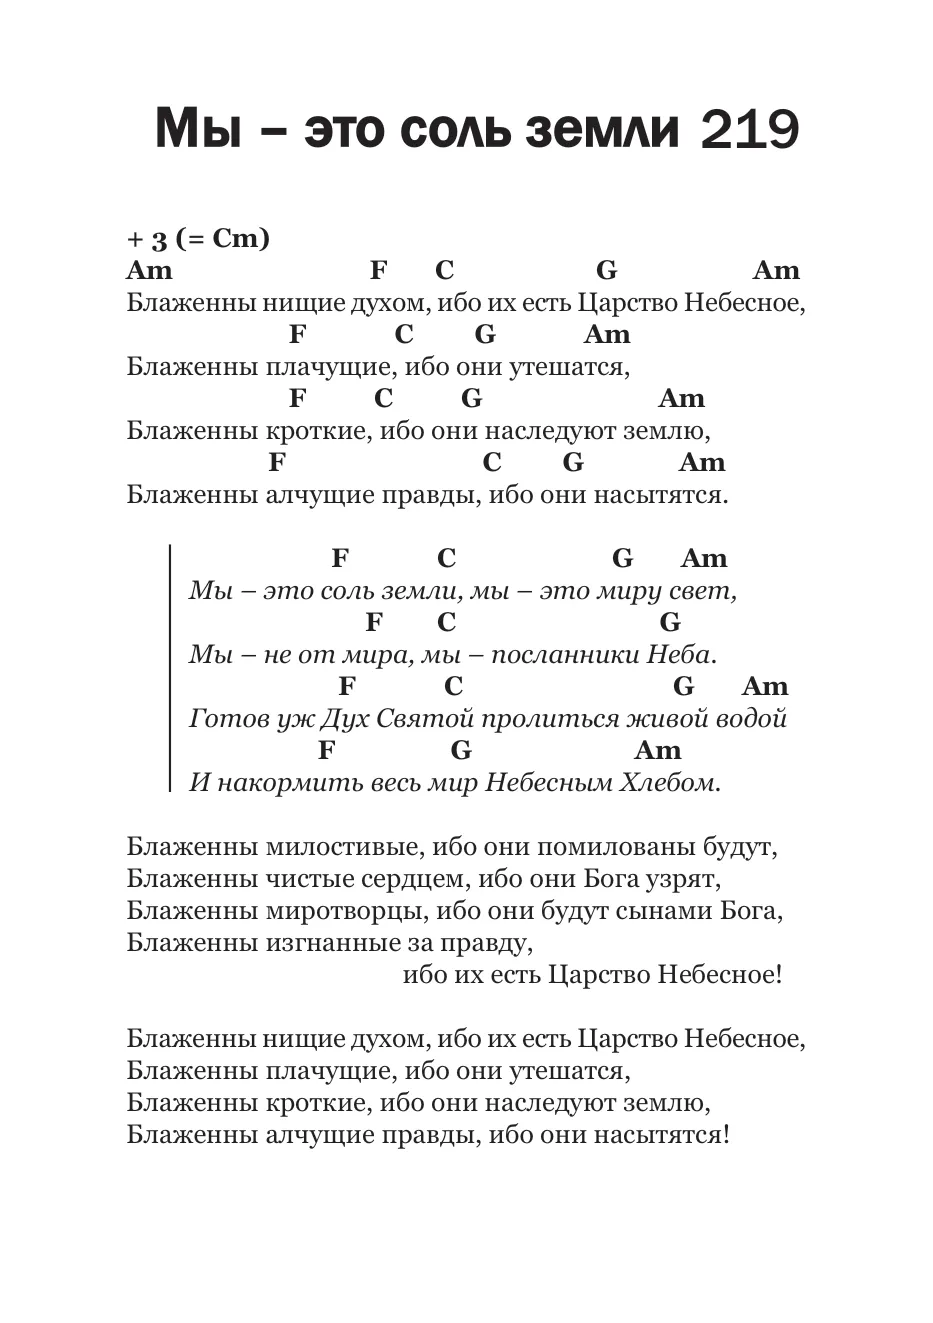 Мы – это соль земли 219
+ 3 (= Cm)
Am F C G Am
Блаженны нищие духом, ибо их есть Царство Небесное,
F C G Am
Блаженны плачущие, ибо они утешатся,
F C G Am
Блаженны кроткие, ибо они наследуют землю,
F C G Am
Блаженны алчущие правды, ибо они насытятся.
F C G Am
Мы – это соль земли, мы – это миру свет,
F C G
Мы – не от мира, мы – посланники Неба.
F C G Am
Готов уж Дух Святой пролиться живой водой
F G Am
И накормить весь мир Небесным Хлебом.
Блаженны милостивые, ибо они помилованы будут,
Блаженны чистые сердцем, ибо они Бога узрят,
Блаженны миротворцы, ибо они будут сынами Бога,
Блаженны изгнанные за правду,
ибо их есть Царство Небесное!
Блаженны нищие духом, ибо их есть Царство Небесное,
Блаженны плачущие, ибо они утешатся,
Блаженны кроткие, ибо они наследуют землю,
Блаженны алчущие правды, ибо они насытятся!